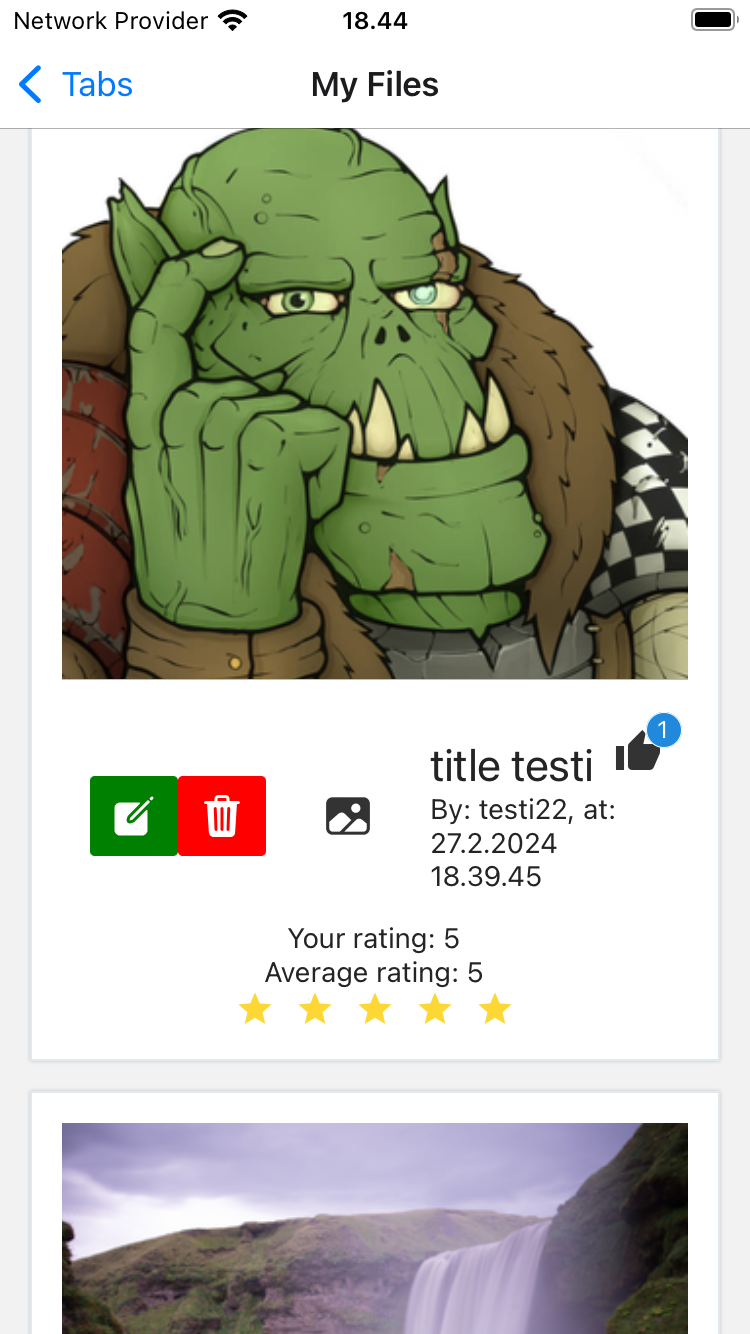 Network Provider 18.44
Tabs My Files
1
title testi
By: testi22, at:
27.2.2024
18.39.45
Your rating: 5
Average rating: 5